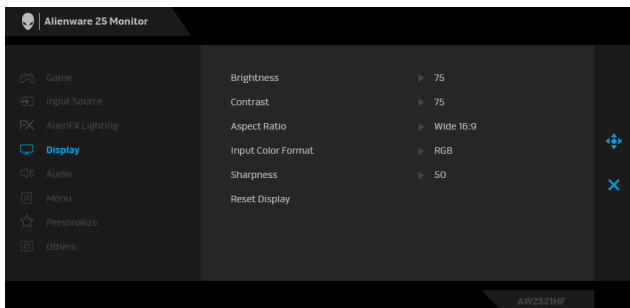 Alienware 25 Monitor
Game
Input Source
AlienFX Lighting
Display
Audio
Menu
Personalize
Others
Brightness 75
Contrast 75
Aspect Ratio Wide 16:9
Input Color Format RGB
Sharpness 50
Reset Display
AW2521HF